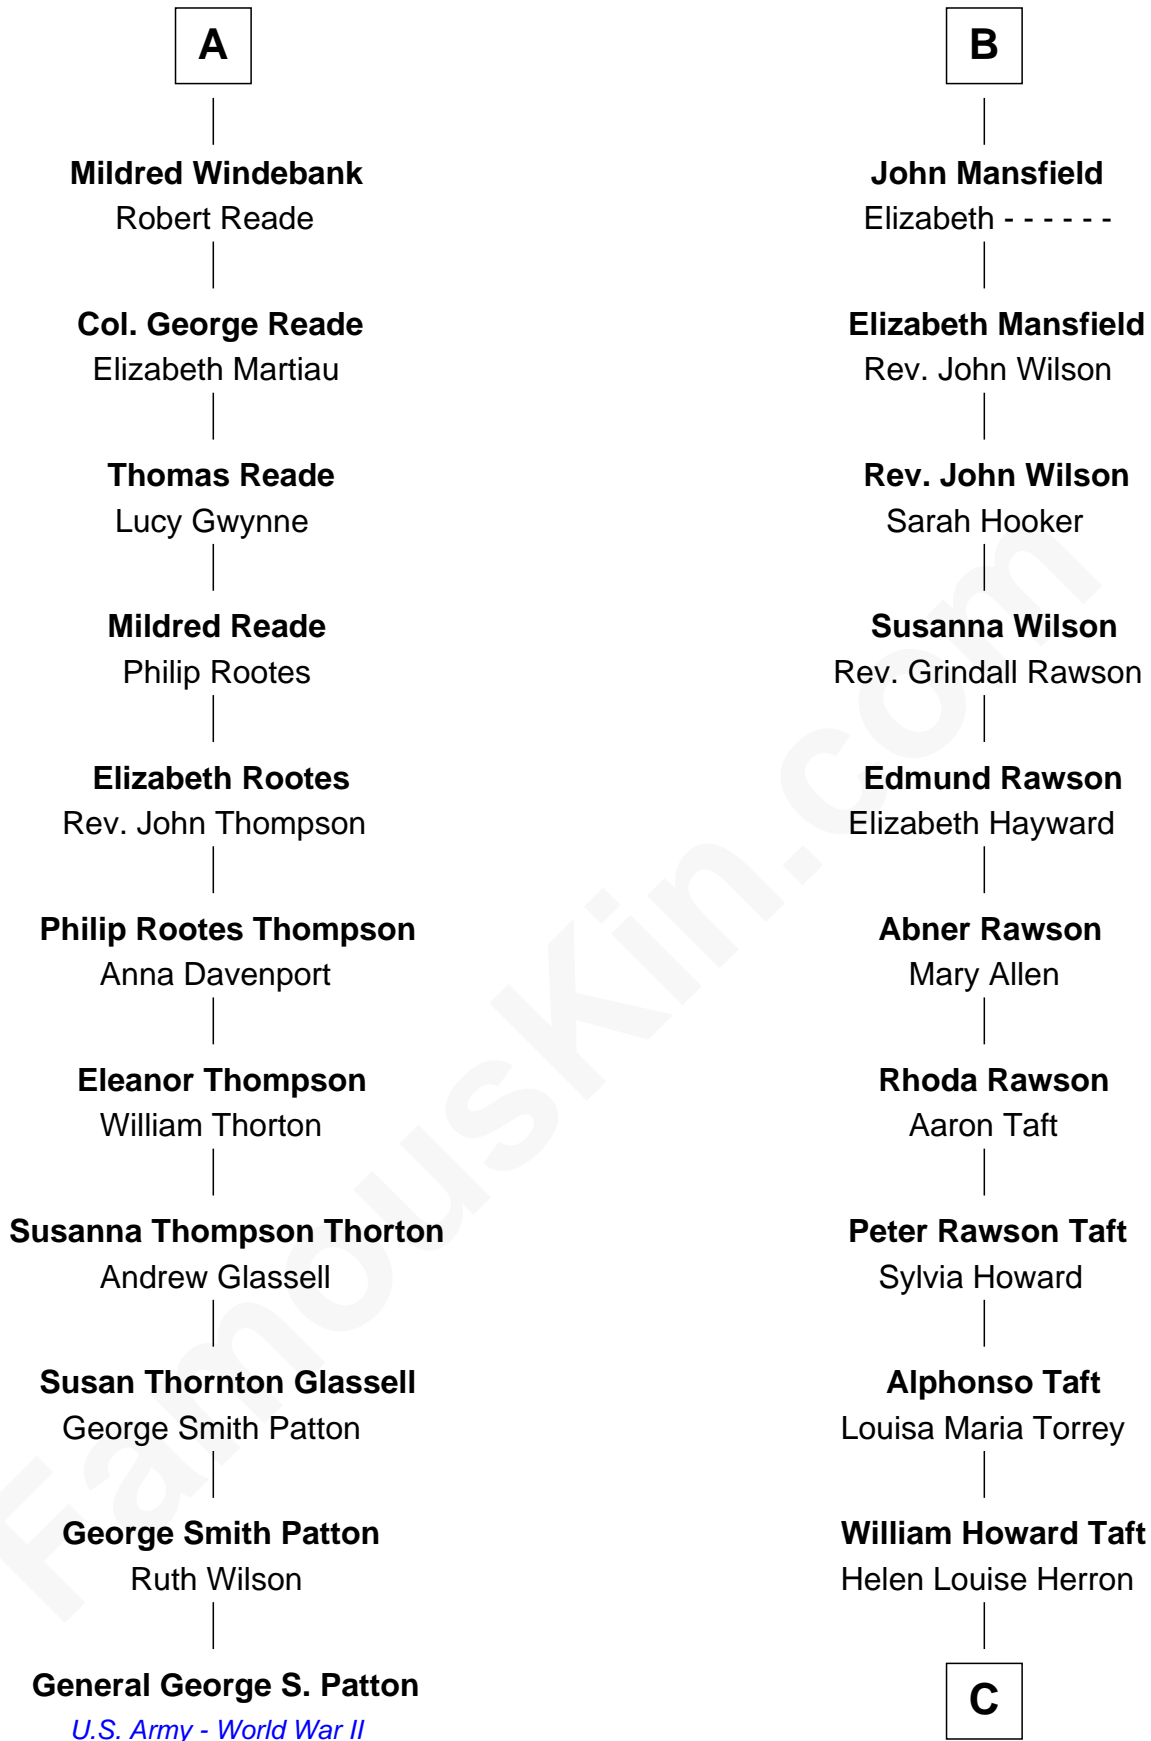 A
Mildred Windebank
Robert Reade
Col. George Reade
Elizabeth Martiau
Thomas Reade
Lucy Gwynne
Mildred Reade
Philip Rootes
Elizabeth Rootes
Rev. John Thompson
Philip Rootes Thompson
Anna Davenport
Eleanor Thompson
William Thorton
Susanna Thompson Thorton
Andrew Glassell
Susan Thornton Glassell
George Smith Patton
George Smith Patton
Ruth Wilson
General George S. Patton
U.S. Army - World War II
B
John Mansfield
Elizabeth - - - - - -
Elizabeth Mansfield
Rev. John Wilson
Rev. John Wilson
Sarah Hooker
Susanna Wilson
Rev. Grindall Rawson
Edmund Rawson
Elizabeth Hayward
Abner Rawson
Mary Allen
Rhoda Rawson
Aaron Taft
Peter Rawson Taft
Sylvia Howard
Alphonso Taft
Louisa Maria Torrey
William Howard Taft
Helen Louise Herron
C
FamousKin.com